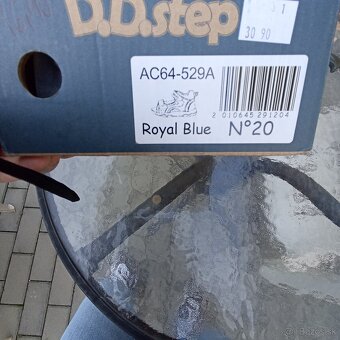 D.D.step
30 90
AC64-529A
2 010645 291204
Royal Blue N°20